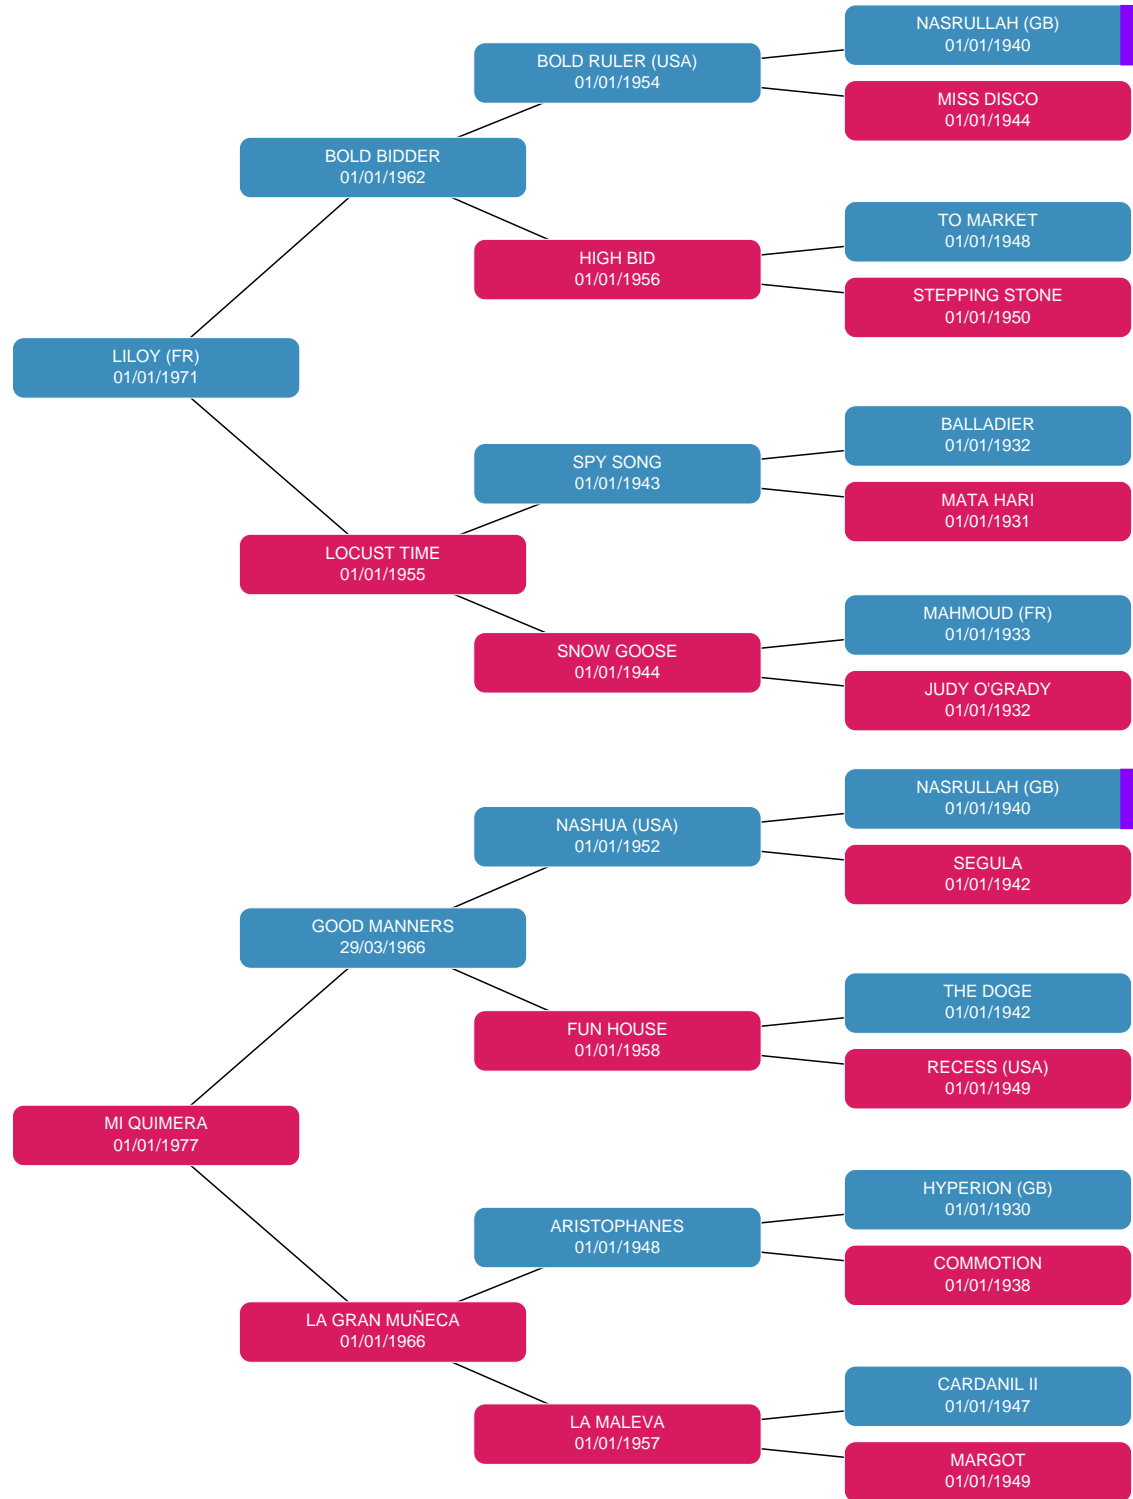 NASRULLAH (GB)
01/01/1940
BOLD RULER (USA)
01/01/1954
MISS DISCO
01/01/1944
BOLD BIDDER
01/01/1962
TO MARKET
01/01/1948
HIGH BID
01/01/1956
STEPPING STONE
01/01/1950
LILOY (FR)
01/01/1971
BALLADIER
01/01/1932
SPY SONG
01/01/1943
MATA HARI
01/01/1931
LOCUST TIME
01/01/1955
MAHMOUD (FR)
01/01/1933
SNOW GOOSE
01/01/1944
JUDY O'GRADY
01/01/1932
NASRULLAH (GB)
01/01/1940
NASHUA (USA)
01/01/1952
SEGULA
01/01/1942
GOOD MANNERS
29/03/1966
THE DOGE
01/01/1942
FUN HOUSE
01/01/1958
RECESS (USA)
01/01/1949
MI QUIMERA
01/01/1977
HYPERION (GB)
01/01/1930
ARISTOPHANES
01/01/1948
COMMOTION
01/01/1938
LA GRAN MUÑECA
01/01/1966
CARDANIL II
01/01/1947
LA MALEVA
01/01/1957
MARGOT
01/01/1949